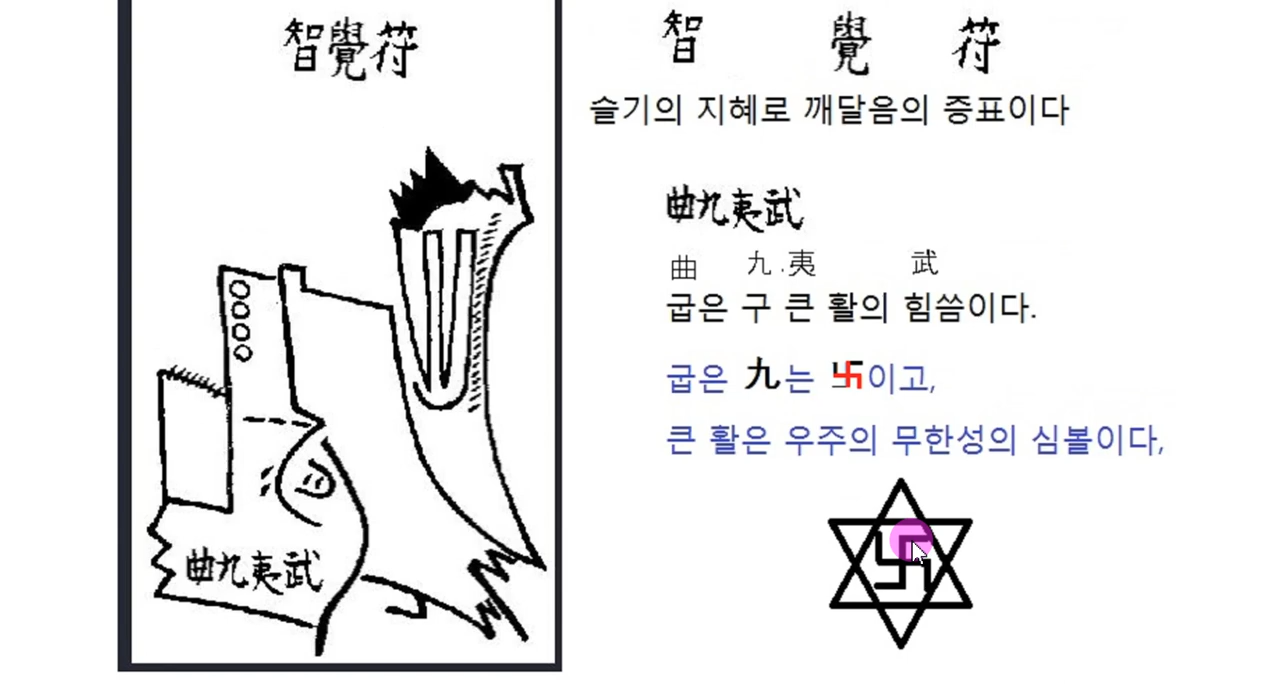 智覺符
曲九夷武
智 覺 符
슬기의 지혜로 깨달음의 증표이다
曲九夷武
曲 九.夷 武
굽은 구 큰 활의 힘씀이다.
굽은 九는 卐이고,
큰 활은 우주의 무한성의 심볼이다,